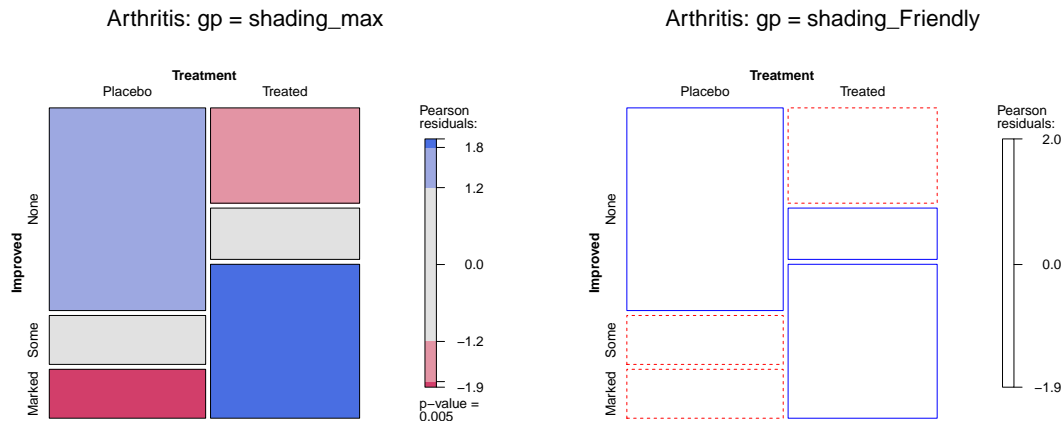 Arthritis: gp = shading_max
Treatment
Placebo Treated
Improved
None
Some
Marked
Pearson
residuals:
1.8
1.2
0.0
−1.2
−1.9
p−value =
0.005
Arthritis: gp = shading_Friendly
Treatment
Placebo Treated
Improved
None
Some
Marked
Pearson
residuals:
2.0
0.0
−1.9